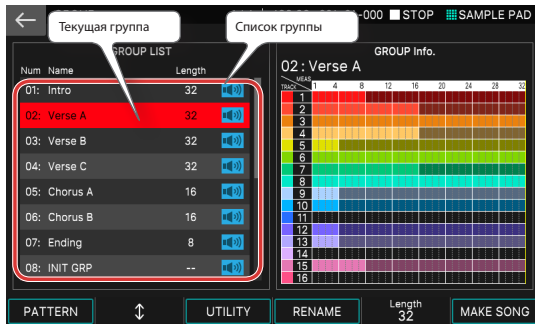 Текущая группа
Список группы
-000 STOP SAMPLE PAD
GROUP LIST
Num Name Length
01: Intro 32
02: Verse A 32
03: Verse B 32
04: Verse C 32
05: Chorus A 16
06: Chorus B 16
07: Ending 8
08: INIT GRP --
GROUP Info.
02 : Verse A
MEAS
TRACK 1 4 8 12 16 20 24 28 32
1
2
3
4
5
6
7
8
9
10
11
12
13
14
15
16
PATTERN UTILITY RENAME Length 32 MAKE SONG